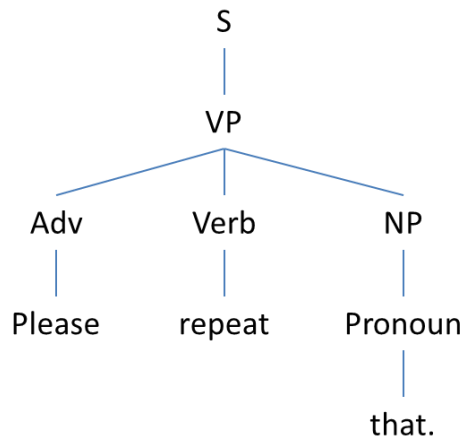 S
VP
Adv Verb NP
Please repeat Pronoun
that.